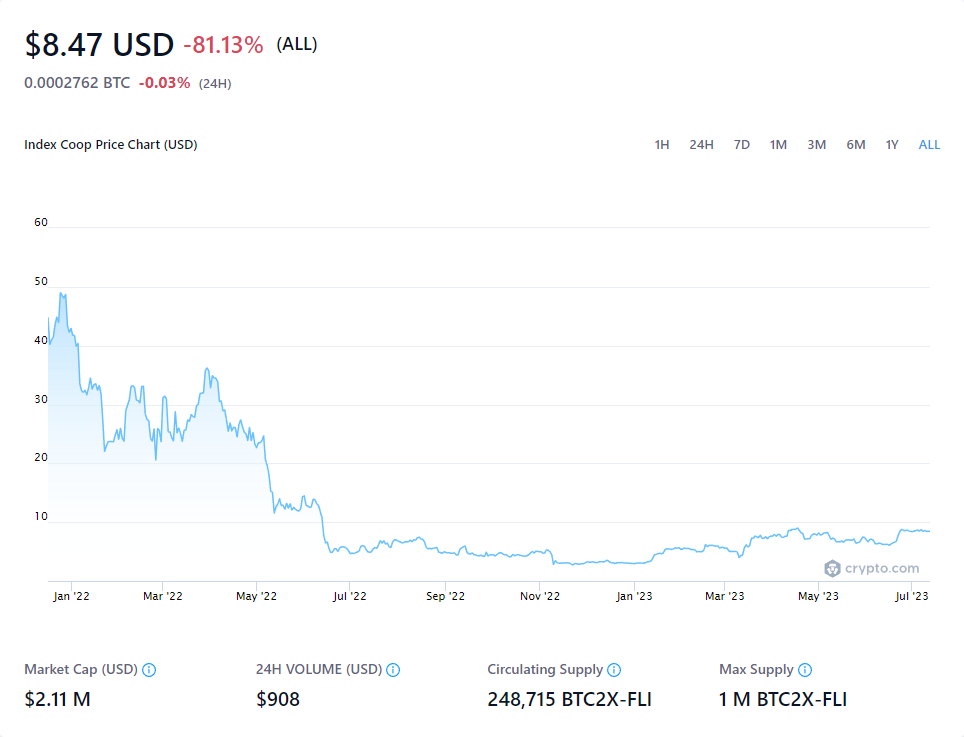 $8.47 USD -81.13% (ALL)
0.0002762 BTC -0.03% (24H)
Index Coop Price Chart (USD) 1H 24H 7D 1M 3M 6M 1Y ALL
60
50
40
30
20
10
crypto.com
Jan '22 Mar '22 May '22 Jul '22 Sep '22 Nov '22 Jan '23 Mar '23 May '23 Jul '23
Market Cap (USD) 24H VOLUME (USD) Circulating Supply Max Supply
$2.11 M $908 248,715 BTC2X-FLI 1 M BTC2X-FLI